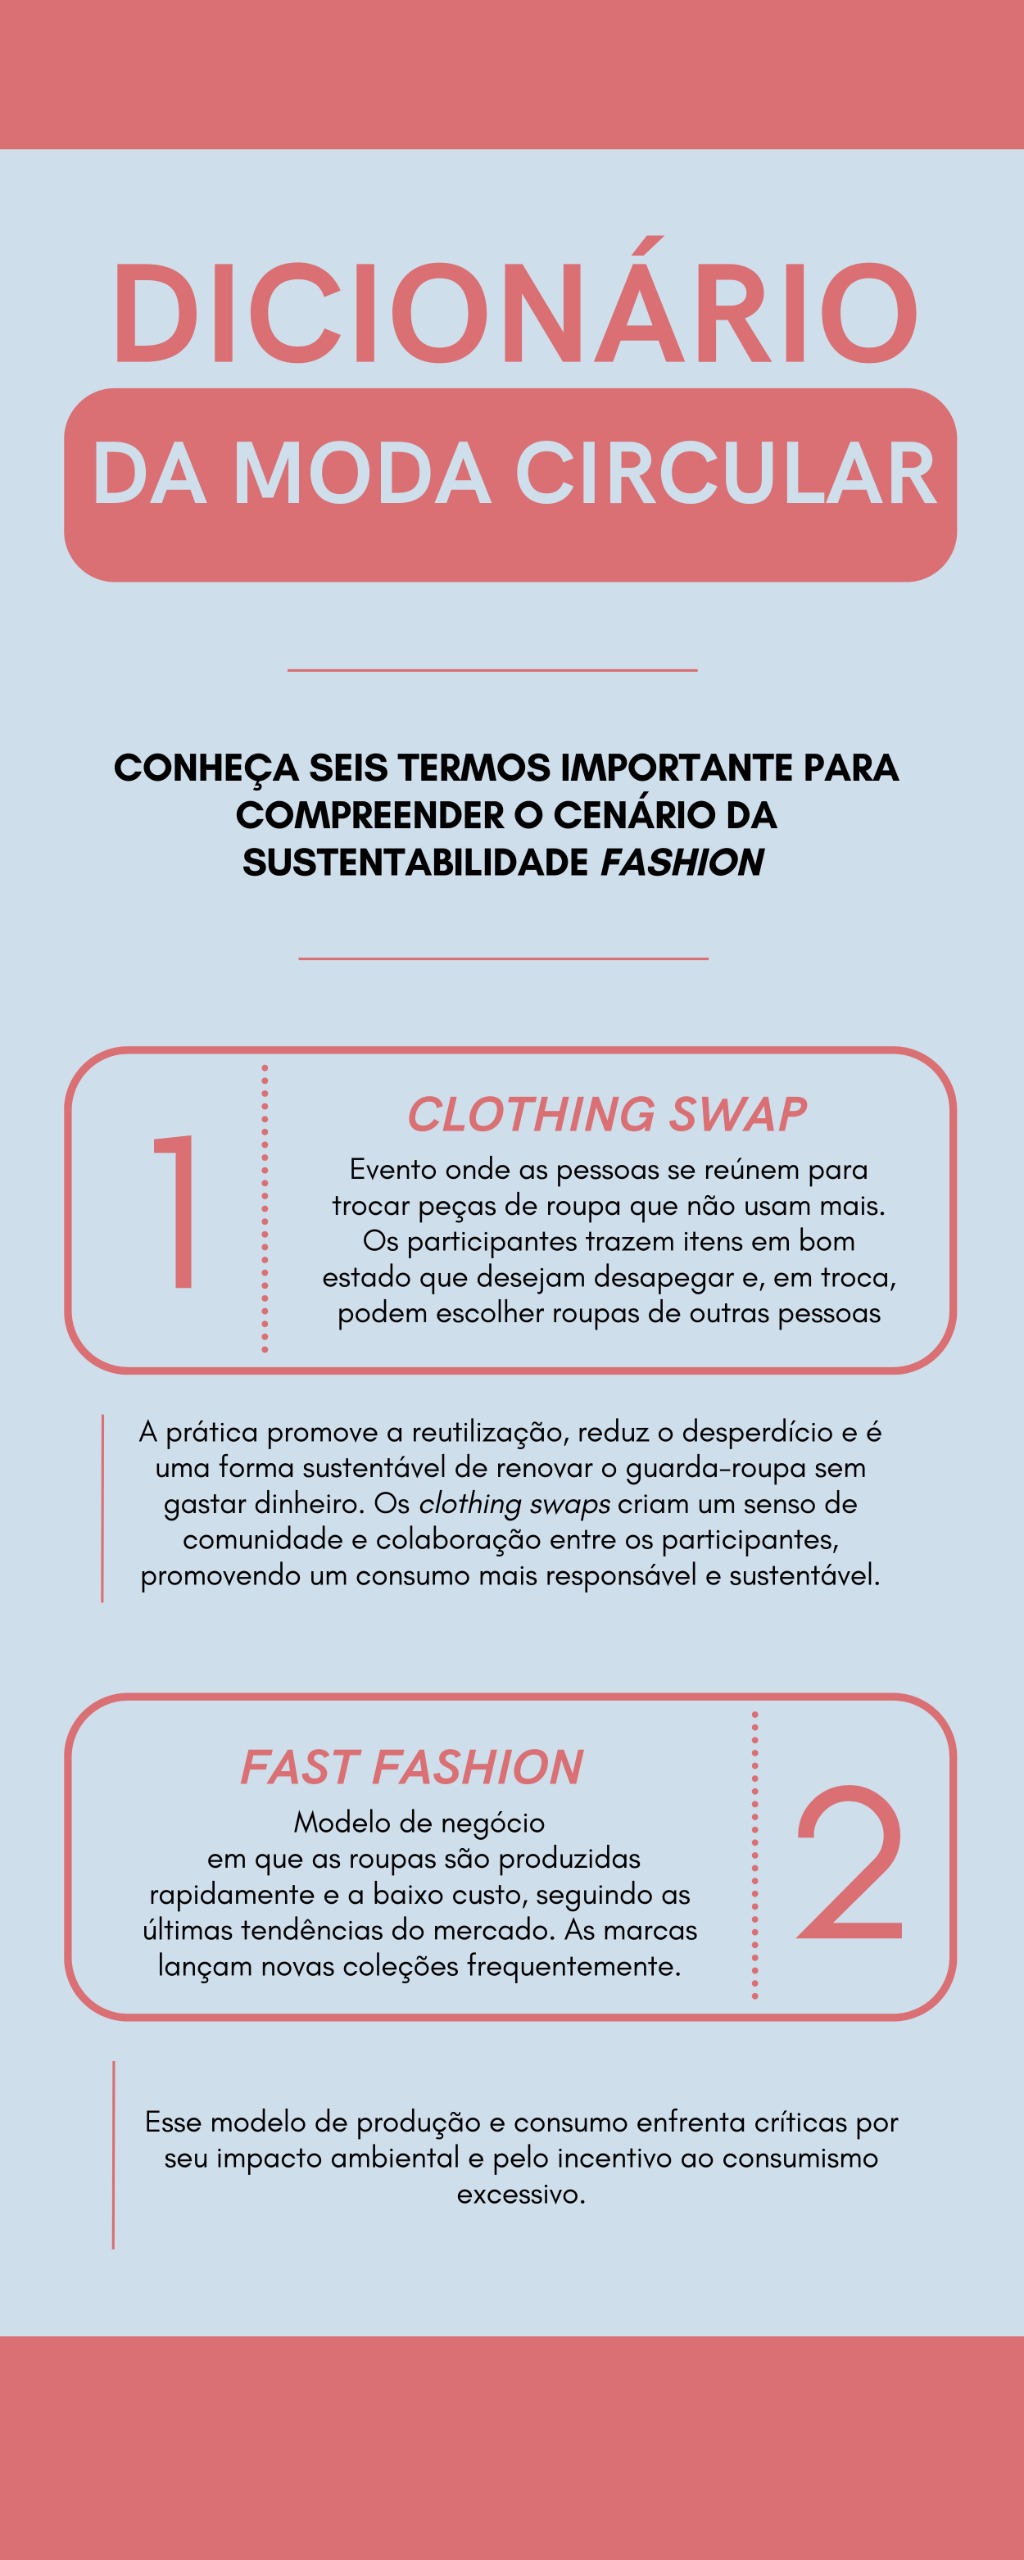 DICIONÁRIO
DA MODA CIRCULAR
CONHEÇA SEIS TERMOS IMPORTANTE PARA
COMPREENDER O CENÁRIO DA
SUSTENTABILIDADE FASHION
1
CLOTHING SWAP
Evento onde as pessoas se reúnem para
trocar peças de roupa que não usam mais.
Os participantes trazem itens em bom
estado que desejam desapegar e, em troca,
podem escolher roupas de outras pessoas
A prática promove a reutilização, reduz o desperdício e é
uma forma sustentável de renovar o guarda-roupa sem
gastar dinheiro. Os clothing swaps criam um senso de
comunidade e colaboração entre os participantes,
promovendo um consumo mais responsável e sustentável.
FAST FASHION
Modelo de negócio
em que as roupas são produzidas
rapidamente e a baixo custo, seguindo as
últimas tendências do mercado. As marcas
lançam novas coleções frequentemente.
2
Esse modelo de produção e consumo enfrenta críticas por
seu impacto ambiental e pelo incentivo ao consumismo
excessivo.